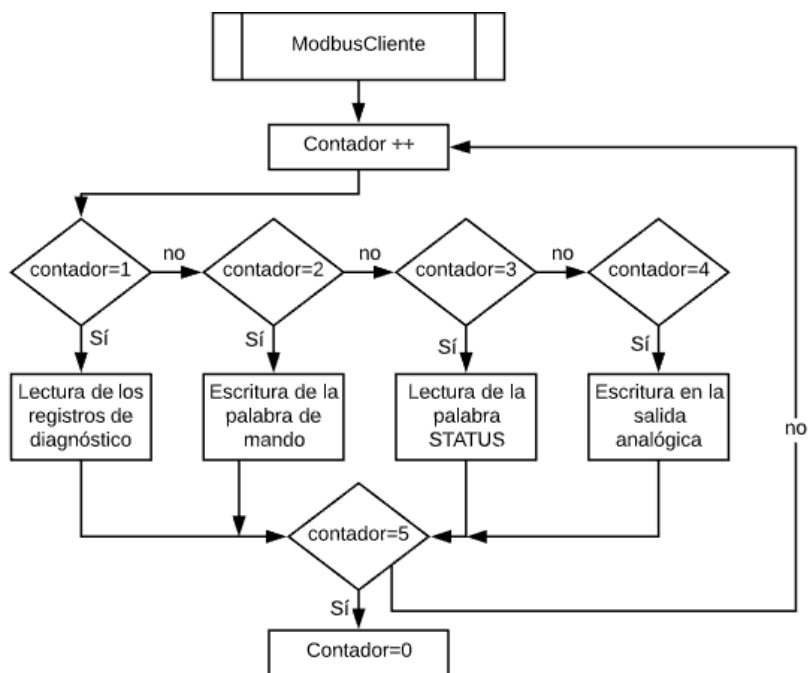 ModbusCliente
Contador ++
contador=1
no
contador=2
no
contador=3
no
contador=4
Sí
Sí
Sí
Sí
Lectura de los
registros de
diagnóstico
Escritura de la
palabra de
mando
Lectura de la
palabra
STATUS
Escritura en la
salida
analógica
no
contador=5
Sí
Contador=0